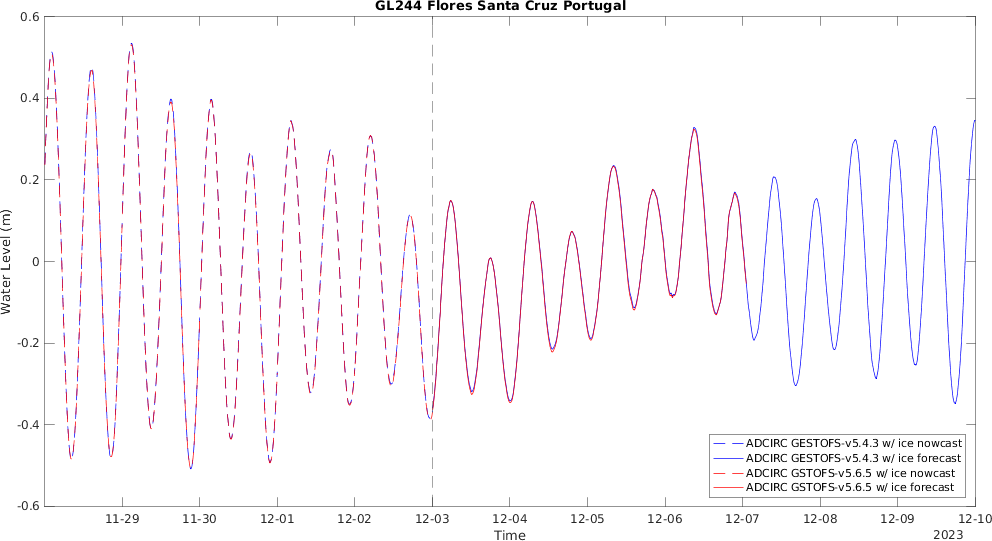 GL244 Flores Santa Cruz Portugal
0.6
0.4
0.2
0
-0.2
-0.4
-0.6
Water Level (m)
11-29
11-30
12-01
12-02
12-03
12-04
12-05
12-06
12-07
12-08
12-09
12-10
Time
2023
ADCIRC GESTOFS-v5.4.3 w/ ice nowcast
ADCIRC GESTOFS-v5.4.3 w/ ice forecast
ADCIRC GSTOFS-v5.6.5 w/ ice nowcast
ADCIRC GSTOFS-v5.6.5 w/ ice forecast